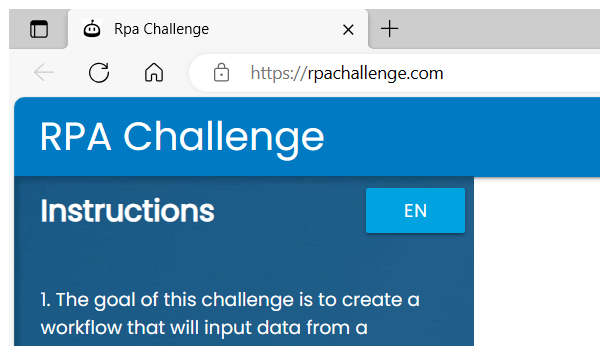 Rpa Challenge
https://rpachallenge.com
RPA Challenge
Instructions
EN
1. The goal of this challenge is to create a
workflow that will input data from a